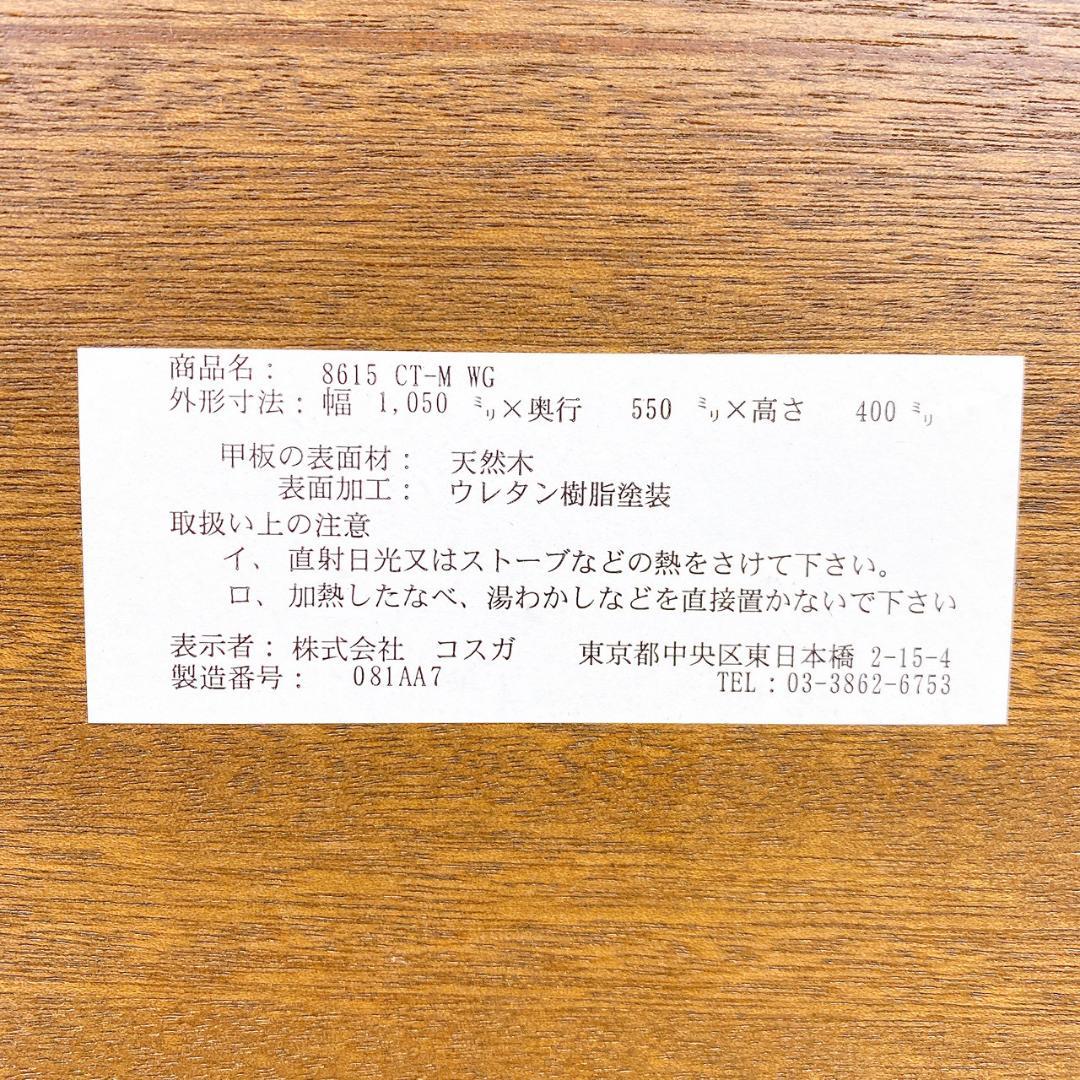 商品名： 8615 CT-M WG
外形寸法：幅 1,050 ㍉×奥行 550 ㍉×高さ 400 ㍉
甲板の表面材： 天然木
表面加工： ウレタン樹脂塗装
取扱い上の注意
イ、直射日光又はストーブなどの熱をさけて下さい。
ロ、加熱したなべ、湯わかしなどを直接置かないで下さい
表示者：株式会社 コスガ 東京都中央区東日本橋 2-15-4
製造番号： 081AA7 TEL：03-3862-6753